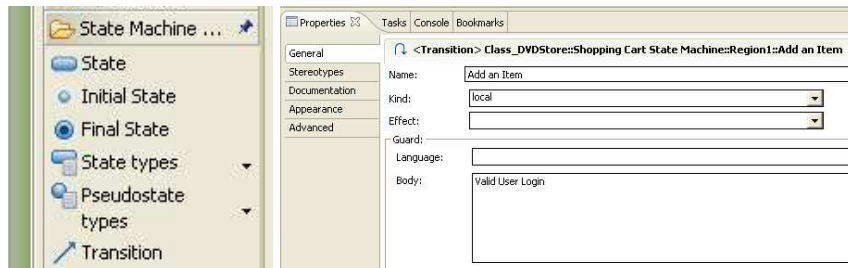 State Machine ...
State
Initial State
Final State
State types
Pseudostate
types
Transition
Properties Tasks Console Bookmarks
General
Stereotypes
Documentation
Appearance
Advanced
<Transition> Class_DVDStore::Shopping Cart State Machine::Region1::Add an Item
Name: Add an Item
Kind: local
Effect:
Guard:
Language:
Body: Valid User Login